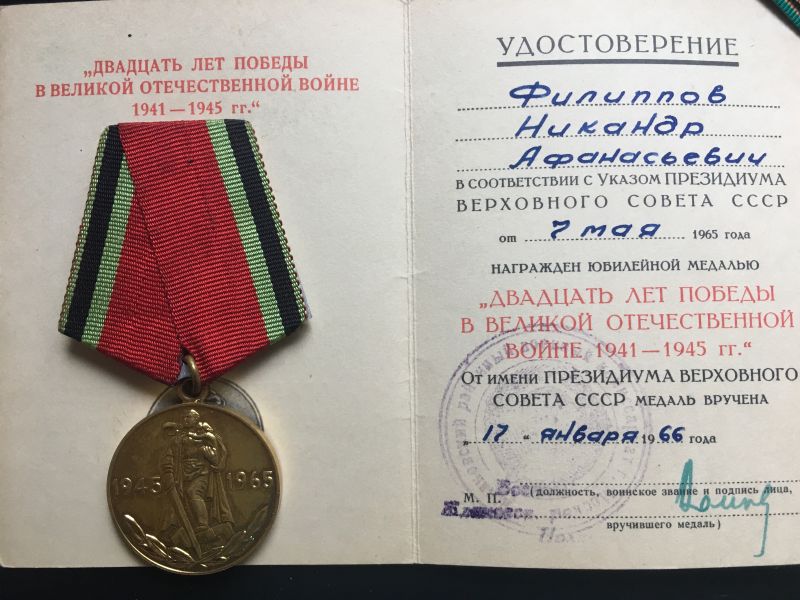 „ДВАДЦАТЬ ЛЕТ ПОБЕДЫ
В ВЕЛИКОЙ ОТЕЧЕСТВЕННОЙ ВОЙНЕ
1941—1945 гг.“
1945 1965
УДОСТОВЕРЕНИЕ
Филиппов
Никандр
Афанасьевич
В СООТВЕТСТВИИ С УКАЗОМ ПРЕЗИДИУМА
ВЕРХОВНОГО СОВЕТА СССР
от 7 мая 1965 года
НАГРАЖДЕН ЮБИЛЕЙНОЙ МЕДАЛЬЮ
„ДВАДЦАТЬ ЛЕТ ПОБЕДЫ
В ВЕЛИКОЙ ОТЕЧЕСТВЕННОЙ
ВОЙНЕ 1941—1945 гг.“
От имени ПРЕЗИДИУМА ВЕРХОВНОГО
СОВЕТА СССР МЕДАЛЬ ВРУЧЕНА
„17“ января 1966 года
М. П. (должность, воинское звание и подпись лица,
вручившего медаль)